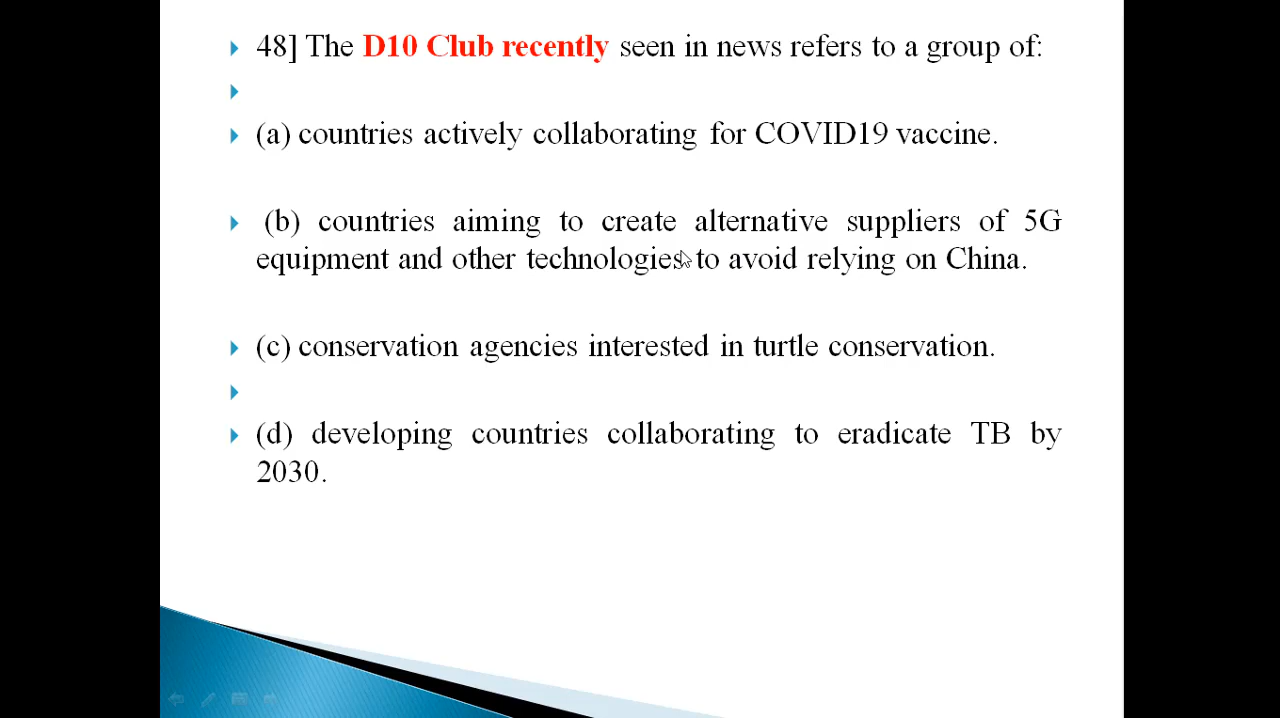 48] The D10 Club recently seen in news refers to a group of:
(a) countries actively collaborating for COVID19 vaccine.
(b) countries aiming to create alternative suppliers of 5G
equipment and other technologies to avoid relying on China.
(c) conservation agencies interested in turtle conservation.
(d) developing countries collaborating to eradicate TB by
2030.